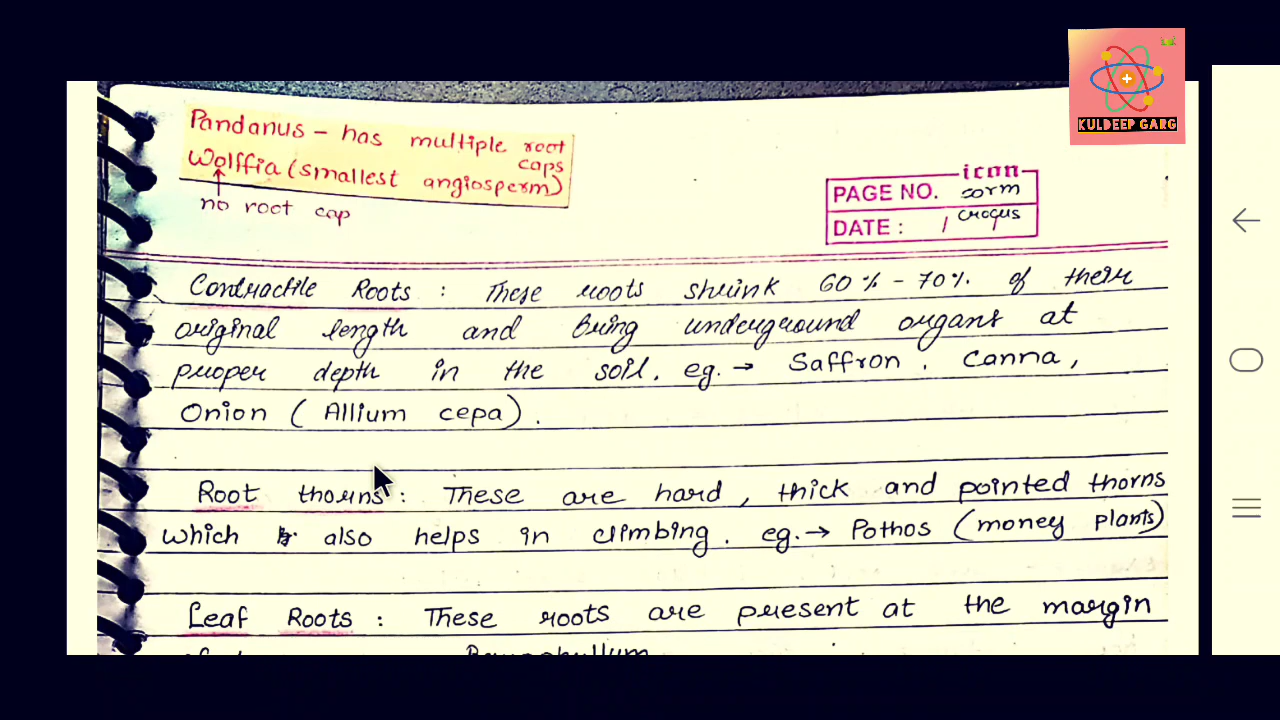 Pandanus - has multiple root caps
Wolffia (smallest angiosperm)
no root cap
KULDEEP GARG
icon
PAGE NO. corm
DATE : / crocus /
Contractile Roots : These roots shrink 60% - 70% of their
original length and bring underground organs at
proper depth in the soil. eg. → Saffron . Canna ,
Onion ( Allium cepa) .
Root thorns : These are hard , thick and pointed thorns
which also helps in climbing . eg. → Pothos (money plants)
Leaf Roots : These roots are present at the margin